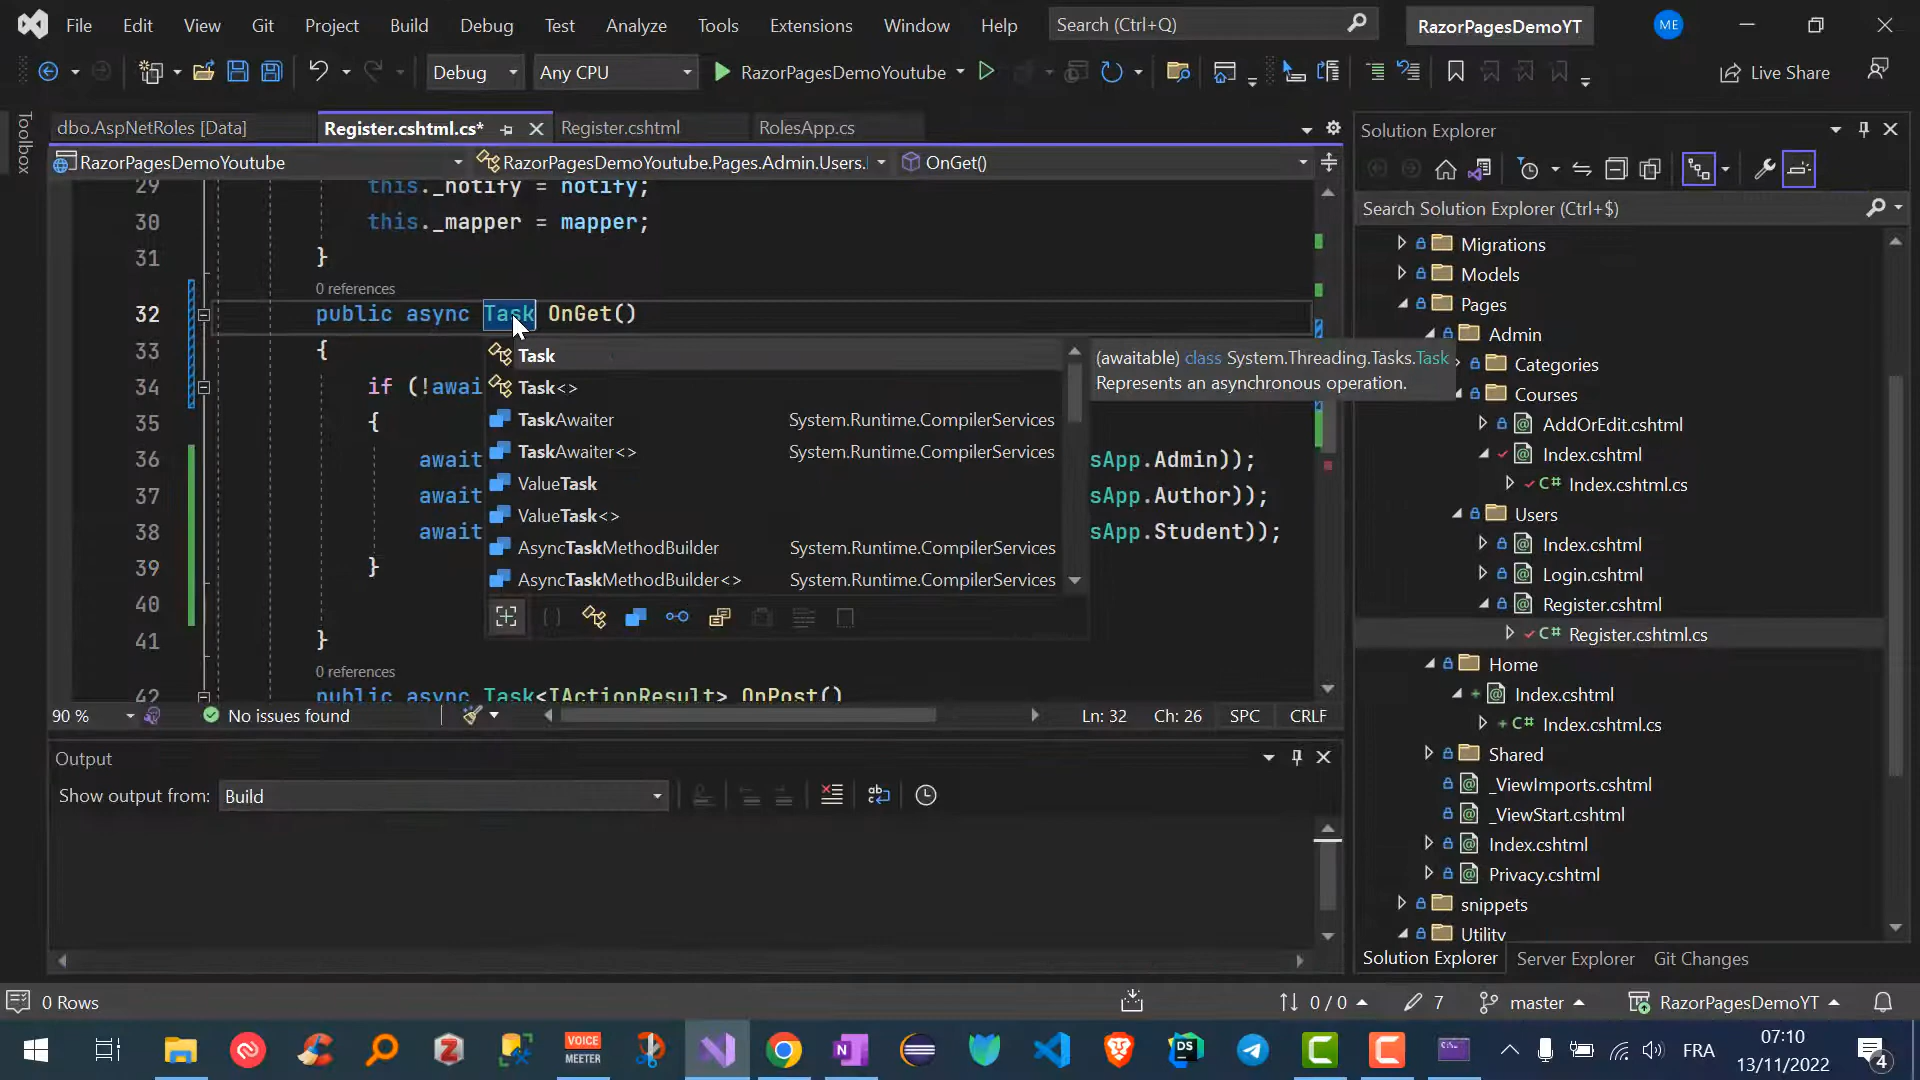 File Edit View Git Project Build Debug Test Analyze Tools Extensions Window Help Search (Ctrl+Q) RazorPagesDemoYT ME
Debug Any CPU RazorPagesDemoYoutube Live Share
Toolbox
dbo.AspNetRoles [Data] Register.cshtml.cs* Register.cshtml RolesApp.cs
RazorPagesDemoYoutube RazorPagesDemoYoutube.Pages.Admin.Users. OnGet()
29 this._notify = notify;
30 this._mapper = mapper;
31 }
0 references
32 public async Task OnGet()
33 {
34 if (!awai
35 {
36 await sApp.Admin));
37 await sApp.Author));
38 await sApp.Student));
39 }
40
41 }
0 references
42 public async Task<IActionResult> OnPost()
Task
Task<>
TaskAwaiter System.Runtime.CompilerServices
TaskAwaiter<> System.Runtime.CompilerServices
ValueTask
ValueTask<>
AsyncTaskMethodBuilder System.Runtime.CompilerServices
AsyncTaskMethodBuilder<> System.Runtime.CompilerServices
(awaitable) class System.Threading.Tasks.Task
Represents an asynchronous operation.
90 % No issues found Ln: 32 Ch: 26 SPC CRLF
Output
Show output from: Build
Solution Explorer
Search Solution Explorer (Ctrl+$)
Migrations
Models
Pages
Admin
Categories
Courses
AddOrEdit.cshtml
Index.cshtml
C# Index.cshtml.cs
Users
Index.cshtml
Login.cshtml
Register.cshtml
C# Register.cshtml.cs
Home
Index.cshtml
C# Index.cshtml.cs
Shared
_ViewImports.cshtml
_ViewStart.cshtml
Index.cshtml
Privacy.cshtml
snippets
Utility
Solution Explorer Server Explorer Git Changes
0 Rows 0 / 0 7 master RazorPagesDemoYT
VOICE
MEETER
DS
FRA
07:10
13/11/2022
4